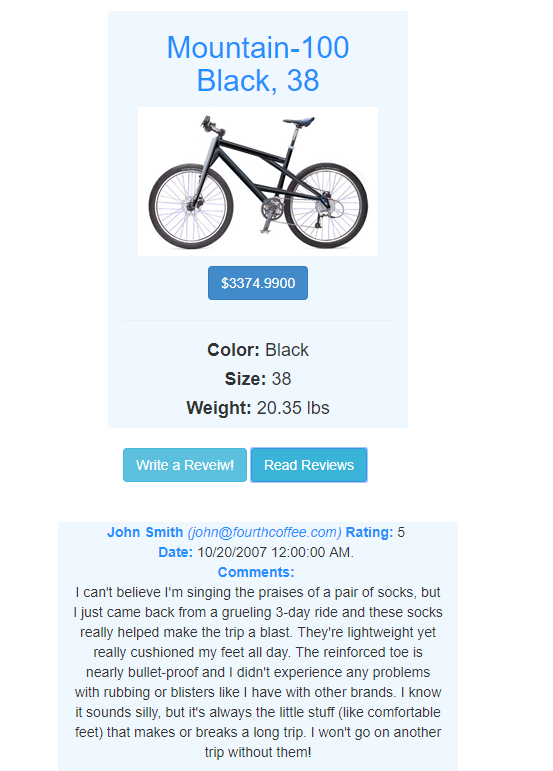 Mountain-100
Black, 38
$3374.9900
Color: Black
Size: 38
Weight: 20.35 lbs
Write a Reveiw! Read Reviews
John Smith (john@fourthcoffee.com) Rating: 5
Date: 10/20/2007 12:00:00 AM.
Comments:
I can't believe I'm singing the praises of a pair of socks, but
I just came back from a grueling 3-day ride and these socks
really helped make the trip a blast. They're lightweight yet
really cushioned my feet all day. The reinforced toe is
nearly bullet-proof and I didn't experience any problems
with rubbing or blisters like I have with other brands. I know
it sounds silly, but it's always the little stuff (like comfortable
feet) that makes or breaks a long trip. I won't go on another
trip without them!